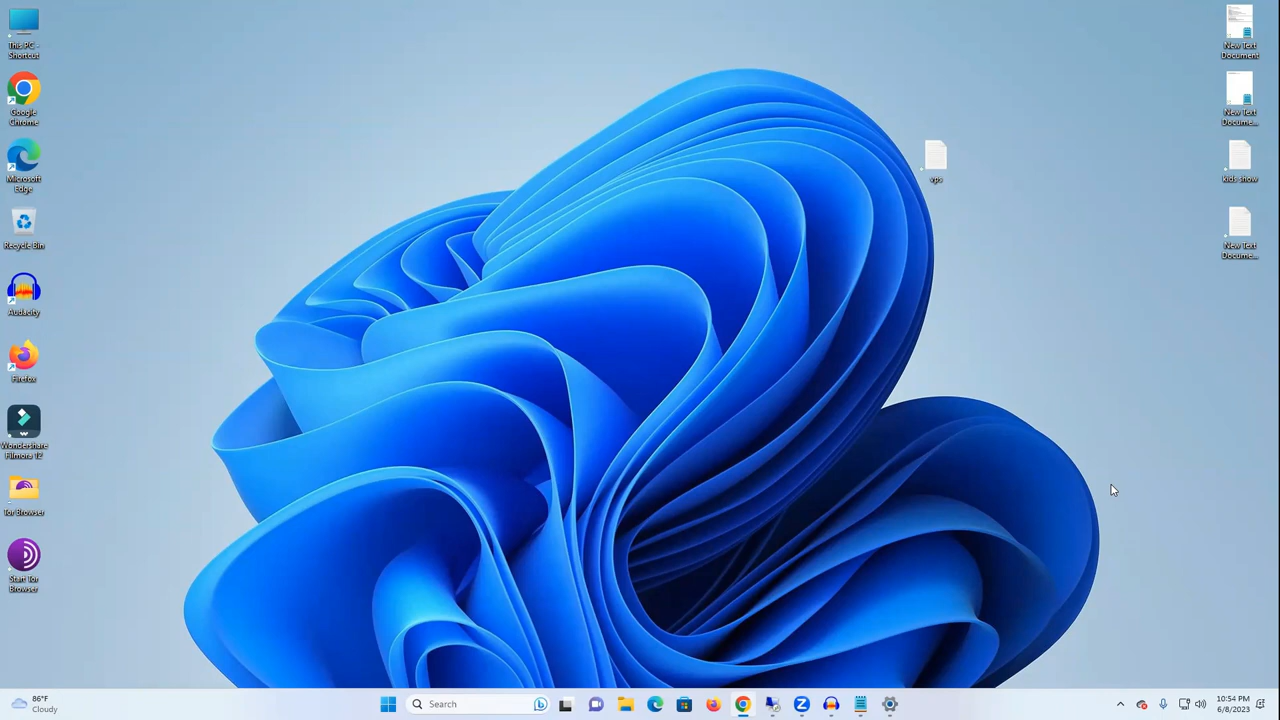 This PC -
Shortcut
Google
Chrome
Microsoft
Edge
Recycle Bin
Audacity
Firefox
Wondershare
Filmora 12
Tor Browser
Start Tor
Browser
vps
New Text
Document
New Text
Docume...
kids show
New Text
Docume...
86°F
Cloudy
Search
10:54 PM
6/8/2023